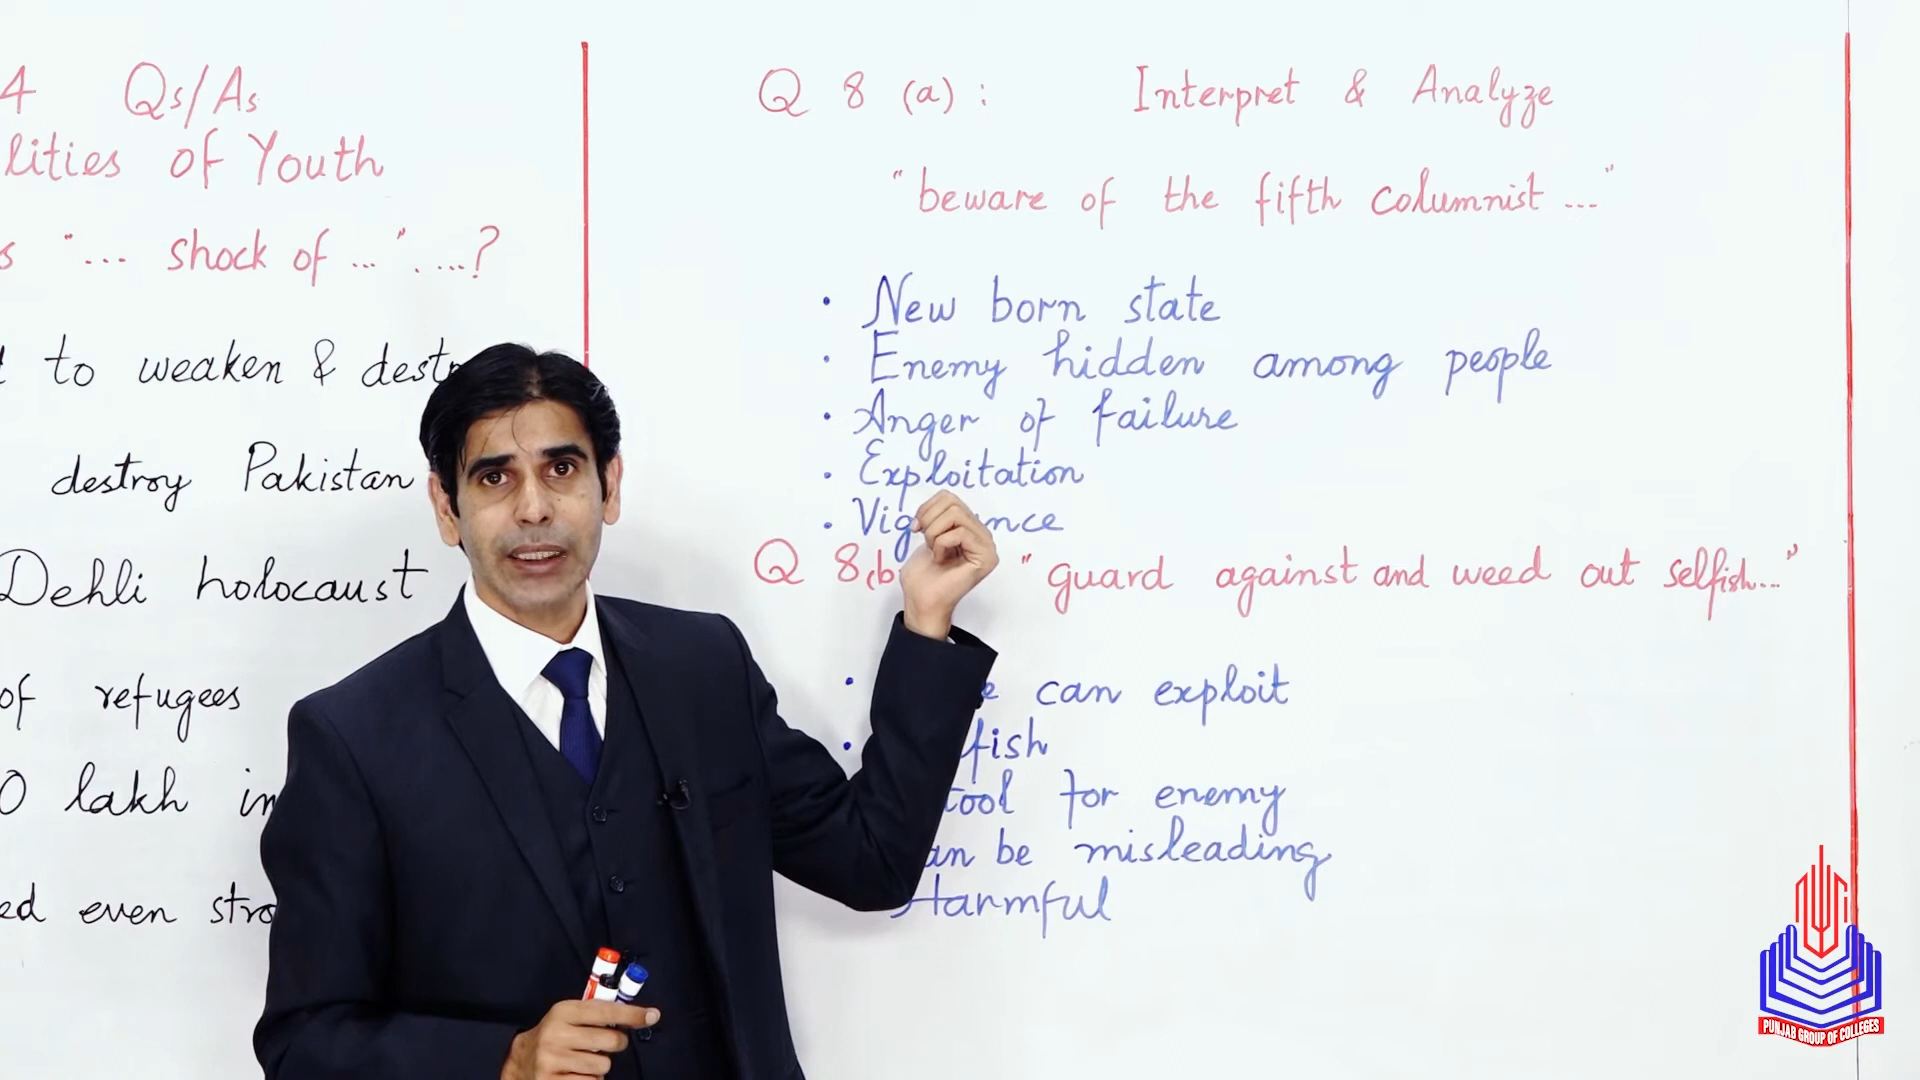 4 Qs/As
lities of Youth
s "... shock of ..." ....?
to weaken & destr
destroy Pakistan
Dehli holocaust
of refugees
0 lakh in
ed even stro
Q 8 (a) : Interpret & Analyze
"beware of the fifth columnist ..."
· New born state
· Enemy hidden among people
· Anger of failure
· Exploitation
Q 8(b "guard against and weed out selfish..."
· can exploit
· fish
tool for enemy
an be misleading
Harmful
PUNJAB GROUP OF COLLEGES